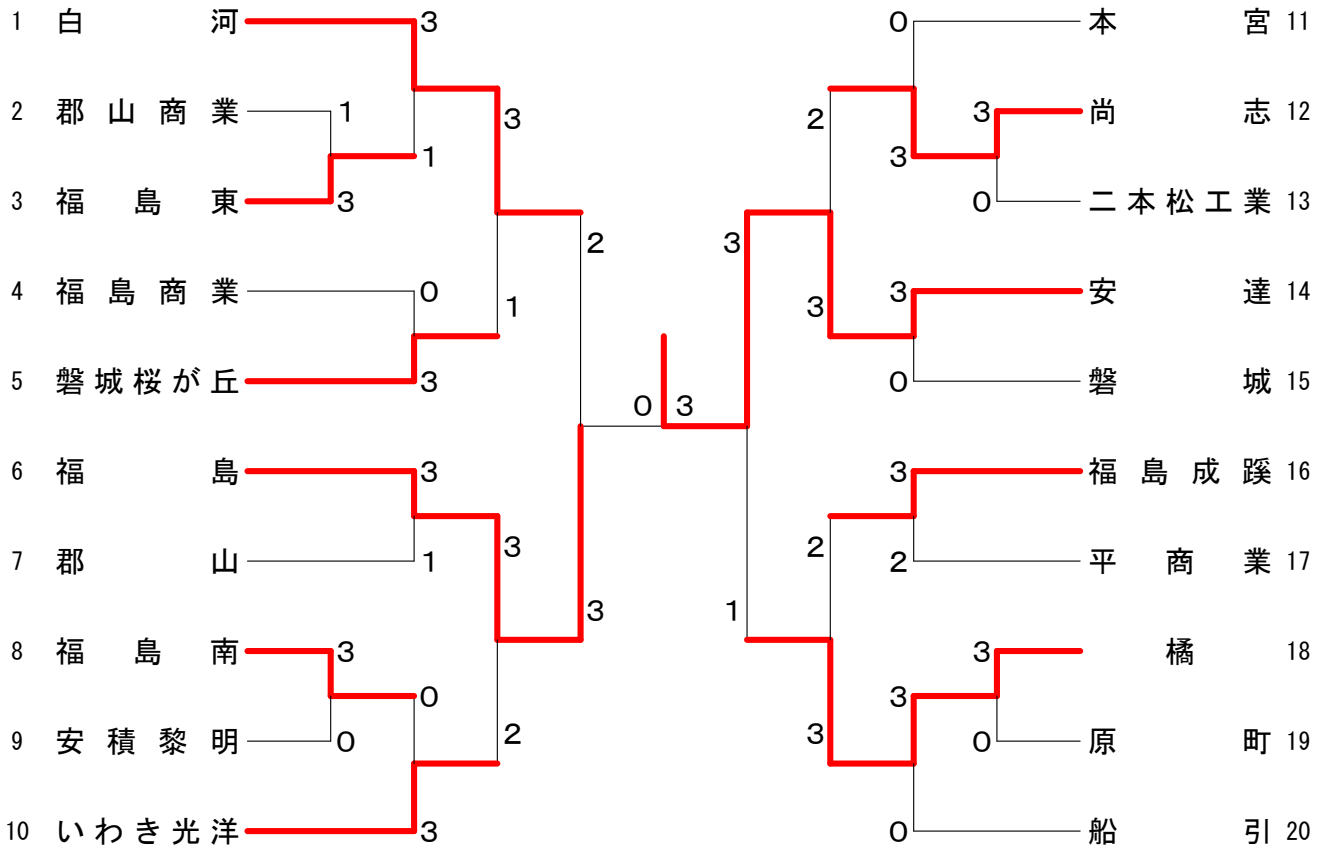 1 白河 3 0 本宮 11
2 郡山商業 1 3 2 3 尚志 12
1 3
3 福島東 3 0 二本松工業 13
2 3
4 福島商業 0 1 3 3 安達 14
5 磐城桜が丘 3 0 3 0 磐城 15
6 福島 3 3 福島成蹊 16
7 郡山 1 3 2 2 平商業 17
3 1
8 福島南 3 3 橘 18
0 3
9 安積黎明 0 2 3 0 原町 19
10 いわき光洋 3 0 船引 20